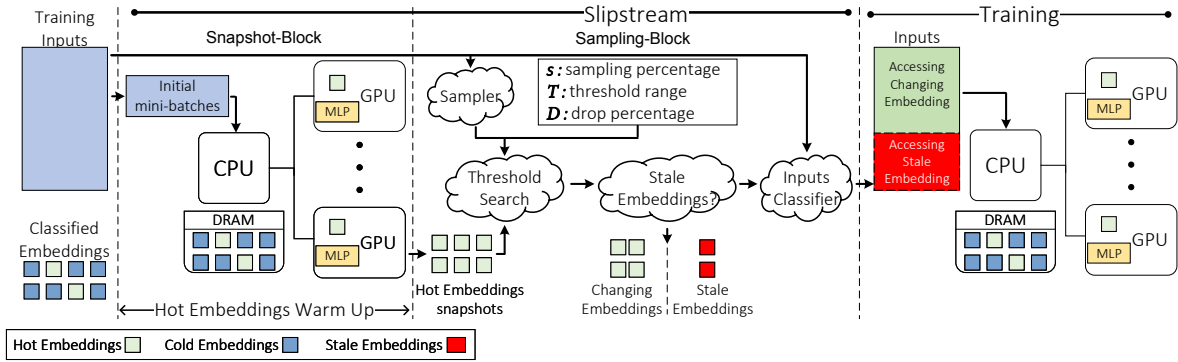 Slipstream
Training
Training
Inputs
Snapshot-Block
Sampling-Block
Inputs
Initial
mini-batches
GPU
MLP
Sampler
s: sampling percentage
T: threshold range
D: drop percentage
Accessing
Changing
Embedding
GPU
MLP
CPU
Threshold
Search
Stale
Embeddings?
Inputs
Classifier
Accessing
Stale
Embedding
CPU
Classified
Embeddings
DRAM
GPU
MLP
DRAM
GPU
MLP
Hot Embeddings Warm Up
Hot Embeddings
snapshots
Changing
Embeddings
Stale
Embeddings
Hot Embeddings
Cold Embeddings
Stale Embeddings